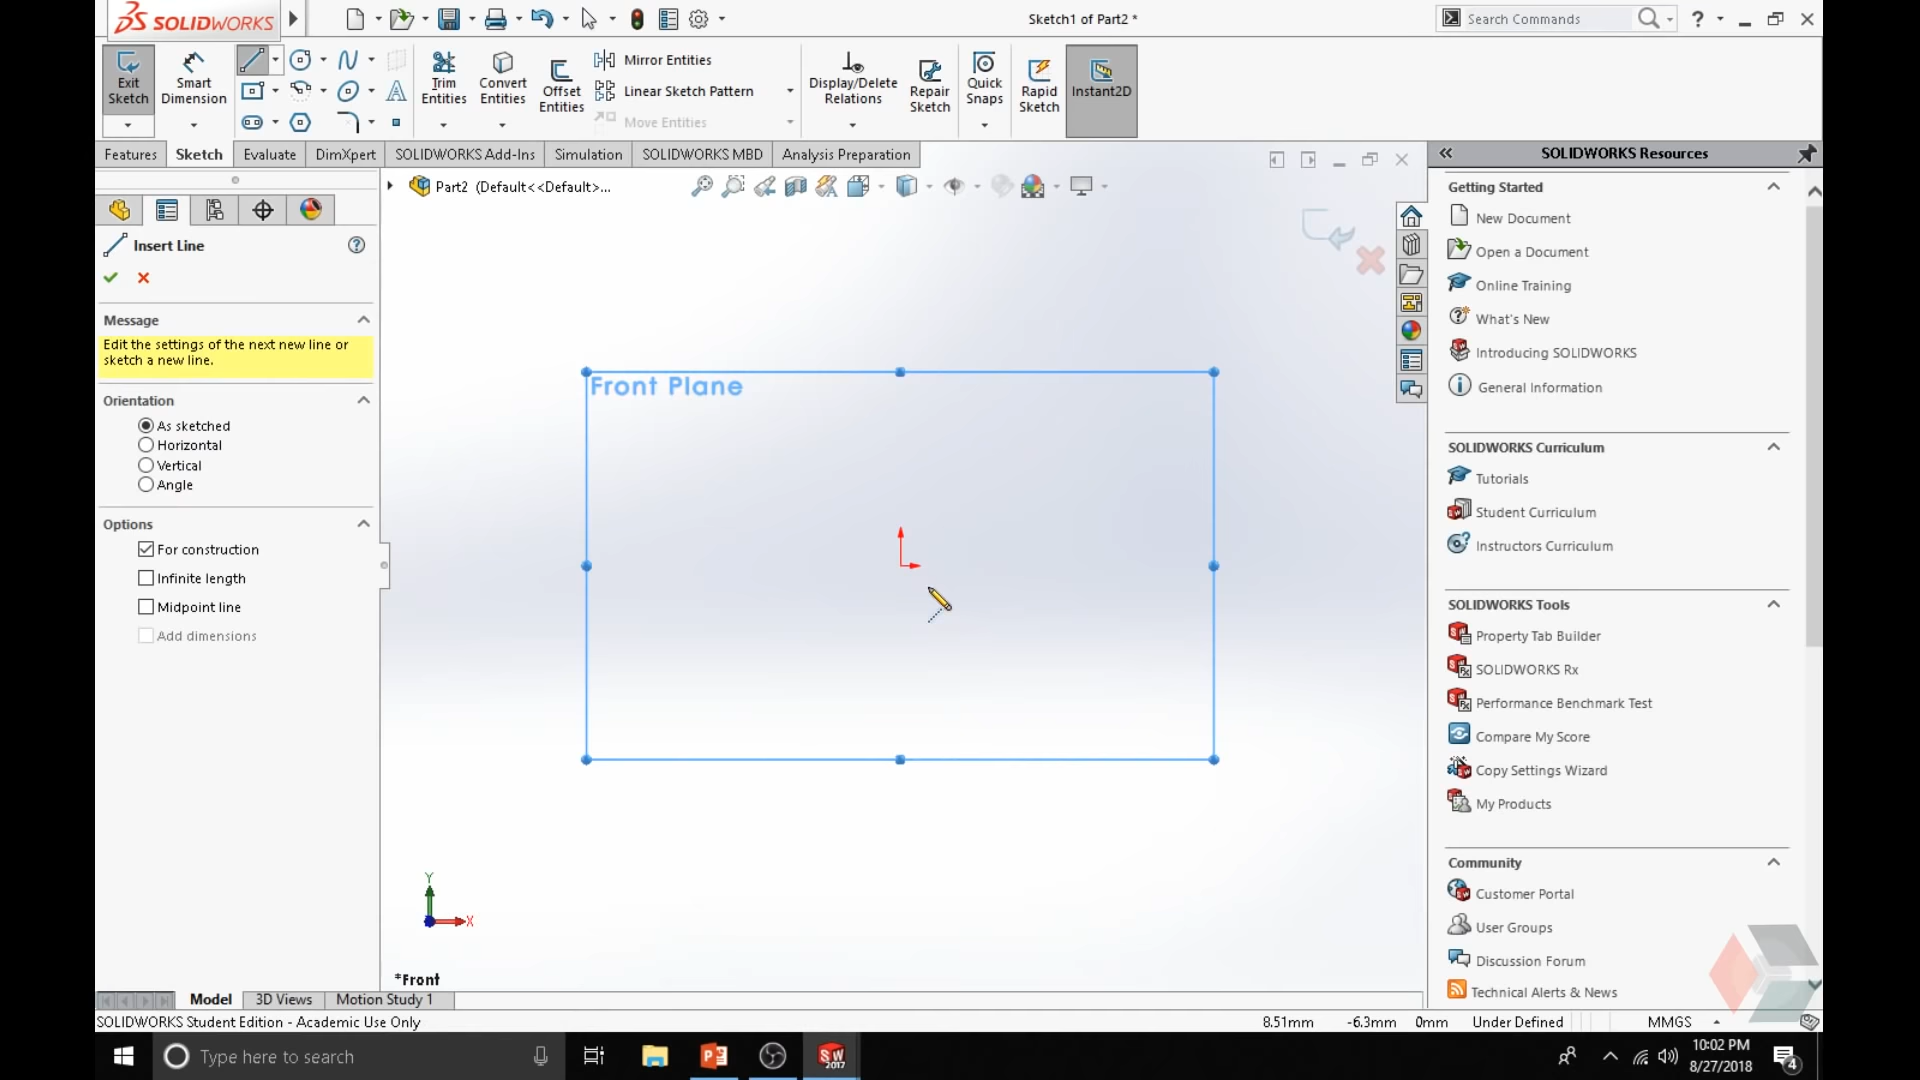 SOLIDWORKS
Sketch1 of Part2 *
Search Commands
Exit Sketch
Smart Dimension
Trim Entities
Convert Entities
Offset Entities
Mirror Entities
Linear Sketch Pattern
Move Entities
Display/Delete Relations
Repair Sketch
Quick Snaps
Rapid Sketch
Instant2D
Features
Sketch
Evaluate
DimXpert
SOLIDWORKS Add-Ins
Simulation
SOLIDWORKS MBD
Analysis Preparation
Part2 (Default<<Default>...
Insert Line
Message
Edit the settings of the next new line or
sketch a new line.
Orientation
As sketched
Horizontal
Vertical
Angle
Options
For construction
Infinite length
Midpoint line
Add dimensions
Front Plane
Y
X
*Front
SOLIDWORKS Resources
Getting Started
New Document
Open a Document
Online Training
What's New
Introducing SOLIDWORKS
General Information
SOLIDWORKS Curriculum
Tutorials
Student Curriculum
Instructors Curriculum
SOLIDWORKS Tools
Property Tab Builder
SOLIDWORKS Rx
Performance Benchmark Test
Compare My Score
Copy Settings Wizard
My Products
Community
Customer Portal
User Groups
Discussion Forum
Technical Alerts & News
Model
3D Views
Motion Study 1
SOLIDWORKS Student Edition - Academic Use Only
8.51mm
-6.3mm
0mm
Under Defined
MMGS
Type here to search
SW
2017
10:02 PM
8/27/2018
4